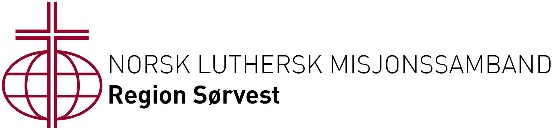 NORSK LUTHERSK MISJONSSAMBAND
Region Sørvest